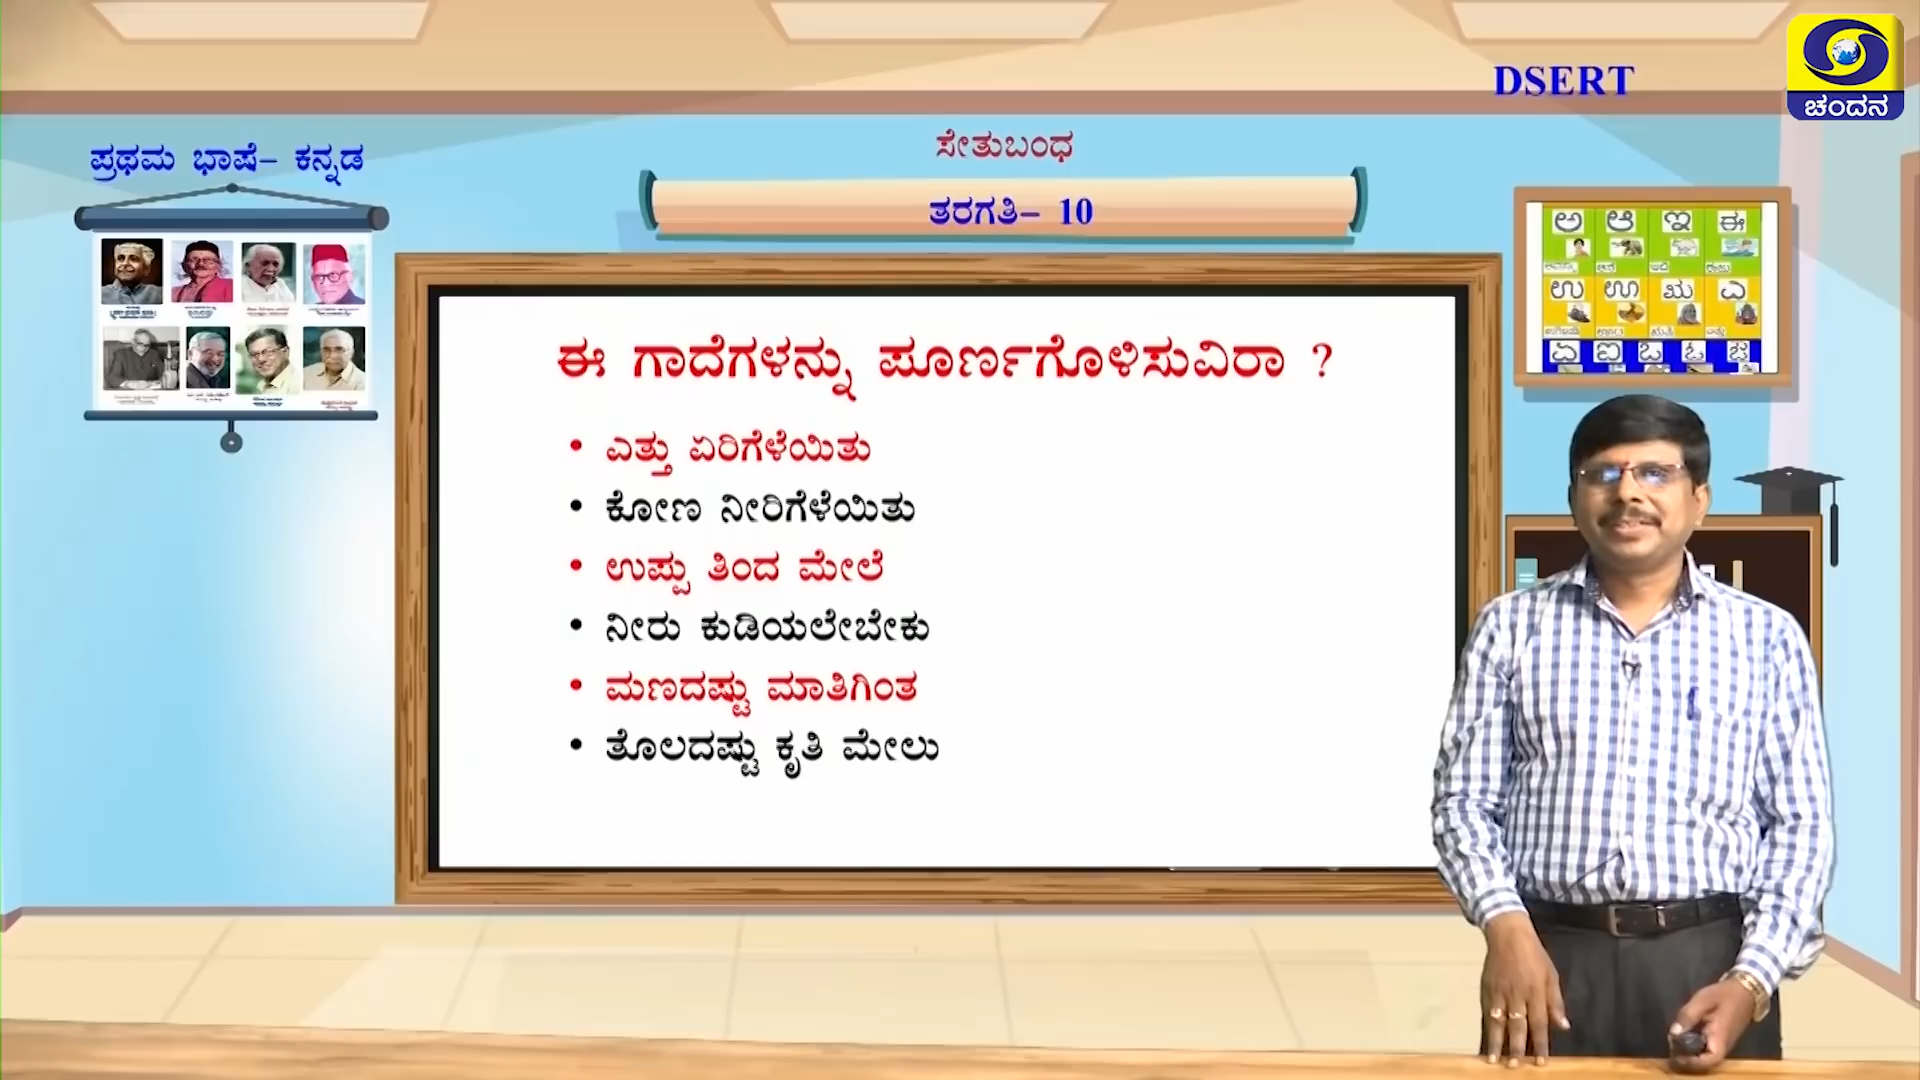 DSERT
ಚಂದನ
ಪ್ರಥಮ ಭಾಷೆ– ಕನ್ನಡ
ಸೇತುಬಂಧ
ತರಗತಿ– 10
ಈ ಗಾದೆಗಳನ್ನು ಪೂರ್ಣಗೊಳಿಸುವಿರಾ ?
• ಎತ್ತು ಏರಿಗೆಳೆಯಿತು
• ಕೋಣ ನೀರಿಗೆಳೆಯಿತು
• ಉಪ್ಪು ತಿಂದ ಮೇಲೆ
• ನೀರು ಕುಡಿಯಲೇಬೇಕು
• ಮಣದಷ್ಟು ಮಾತಿಗಿಂತ
• ತೊಲದಷ್ಟು ಕೃತಿ ಮೇಲು
ಅ ಆ ಇ ಈ
ಉ ಊ ಋ ಎ
ಏ ಐ ಒ ಓ ಔ